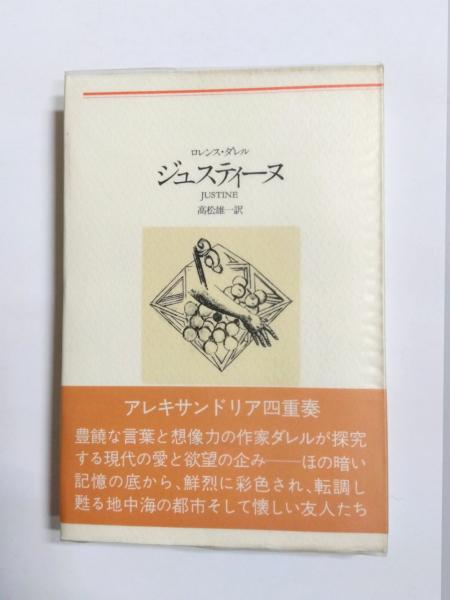 ロレンス・ダレル
ジュスティーヌ
JUSTINE
高松雄一訳
アレキサンドリア四重奏
豊饒な言葉と想像力の作家ダレルが探究
する現代の愛と欲望の企み──ほの暗い
記憶の底から、鮮烈に彩色され、転調し
甦る地中海の都市そして懐しい友人たち